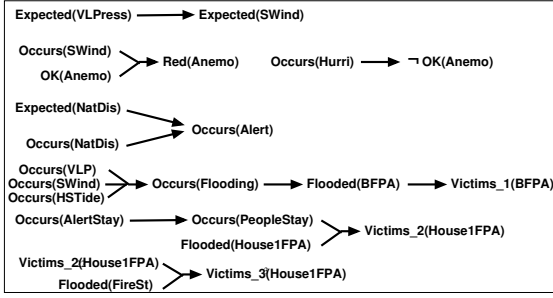 Expected(VLPress) Expected(SWind)
Occurs(SWind)
OK(Anemo) Red(Anemo) Occurs(Hurri) ¬ OK(Anemo)
Expected(NatDis)
Occurs(Alert)
Occurs(NatDis)
Occurs(VLP)
Occurs(SWind) Occurs(Flooding) Flooded(BFPA) Victims_1(BFPA)
Occurs(HSTide)
Occurs(AlertStay) Occurs(PeopleStay)
Victims_2(House1FPA)
Flooded(House1FPA)
Victims_2(House1FPA)
Victims_3(House1FPA)
Flooded(FireSt)